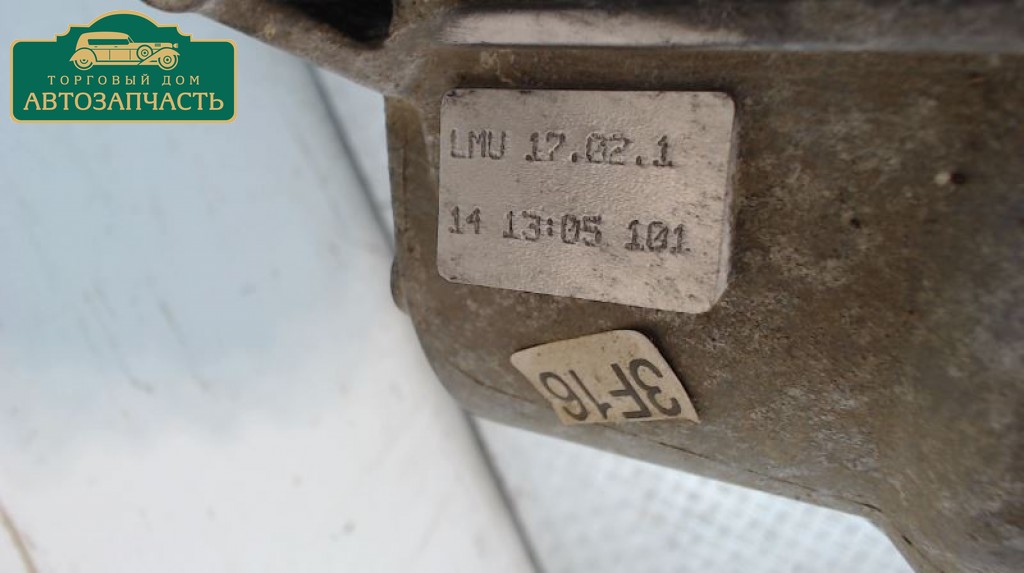 ТОРГОВЫЙ ДОМ
АВТОЗАПЧАСТЬ
LMU 17.02.1
14 13:05 101
3F16